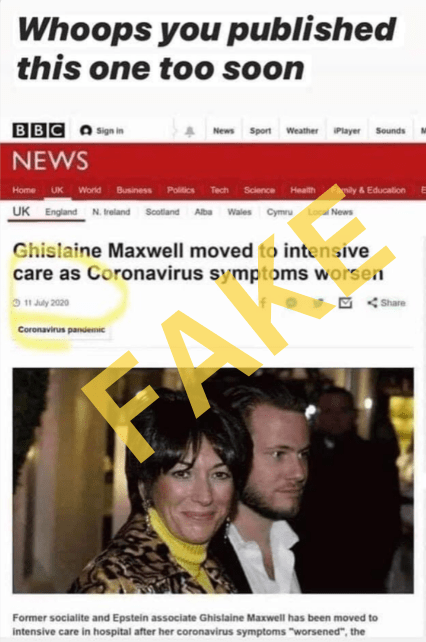 Whoops you published
this one too soon
BBC Sign in News Sport Weather iPlayer Sounds M
NEWS
Home UK World Business Politics Tech Science Health Family & Education E
UK England N. Ireland Scotland Alba Wales Cymru Local News
Ghislaine Maxwell moved to intensive
care as Coronavirus symptoms worsen
11 July 2020 Share
Coronavirus pandemic
FAKE
Former socialite and Epstein associate Ghislaine Maxwell has been moved to
intensive care in hospital after her coronavirus symptoms "worsened", the